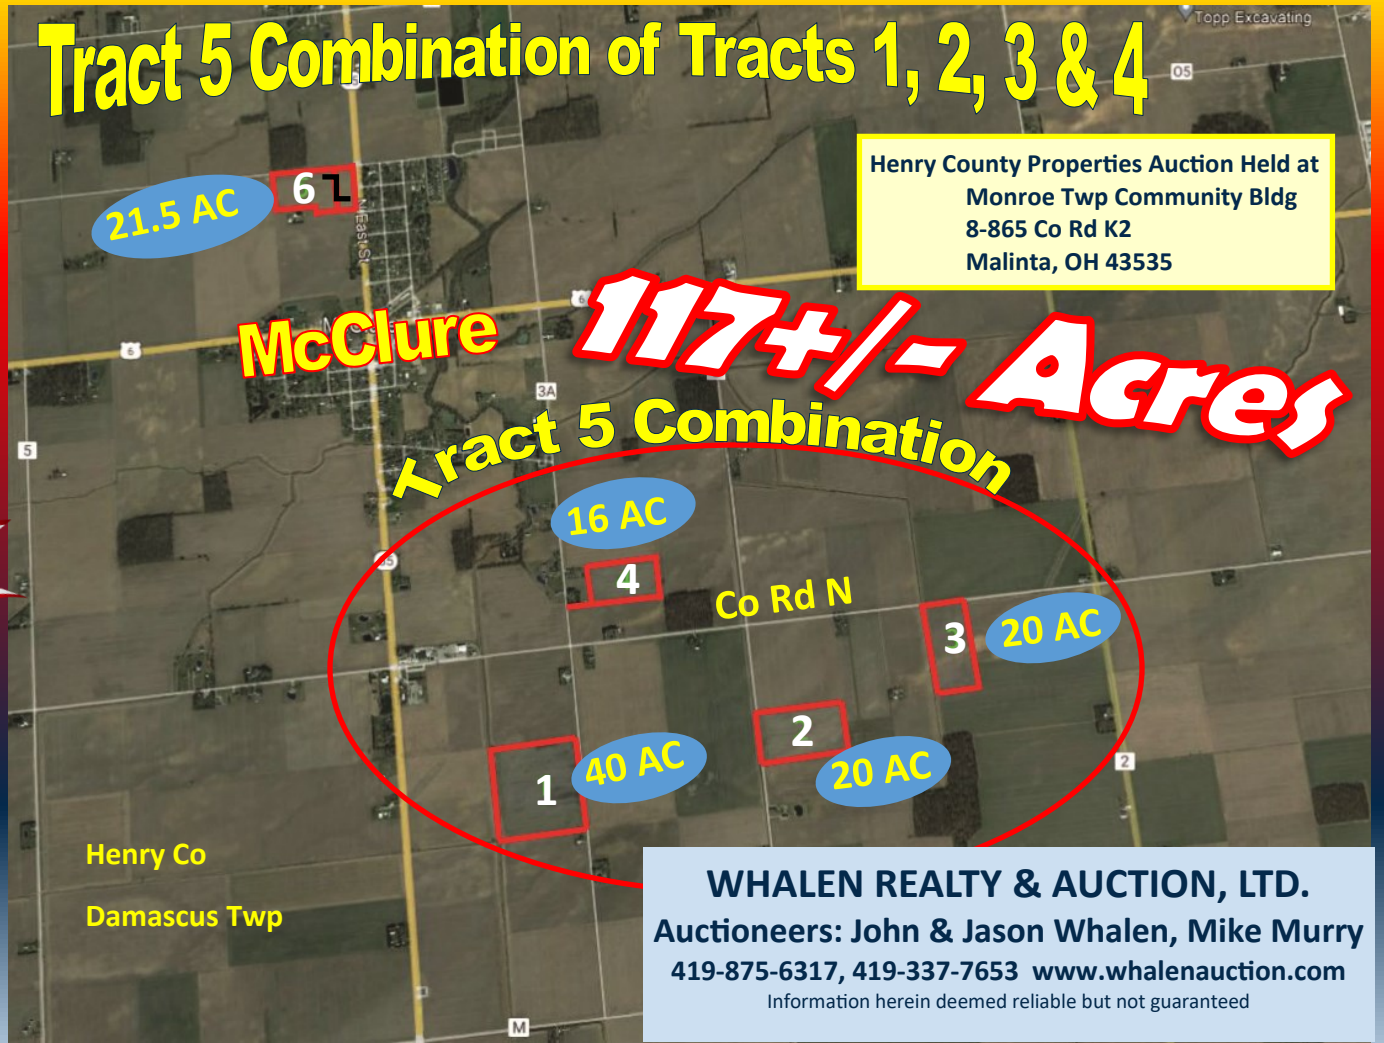 Topp Excavating
Tract 5 Combination of Tracts 1, 2, 3 & 4
05
Henry County Properties Auction Held at
Monroe Twp Community Bldg
8-865 Co Rd K2
Malinta, OH 43535
6
21.5 AC
East St
6
117+/- Acres
McClure
6
3A
Tract 5 Combination
5
16 AC
4
Co Rd N
3
20 AC
2
20 AC
1
40 AC
2
Henry Co
Damascus Twp
WHALEN REALTY & AUCTION, LTD.
Auctioneers: John & Jason Whalen, Mike Murry
419-875-6317, 419-337-7653 www.whalenauction.com
Information herein deemed reliable but not guaranteed
M